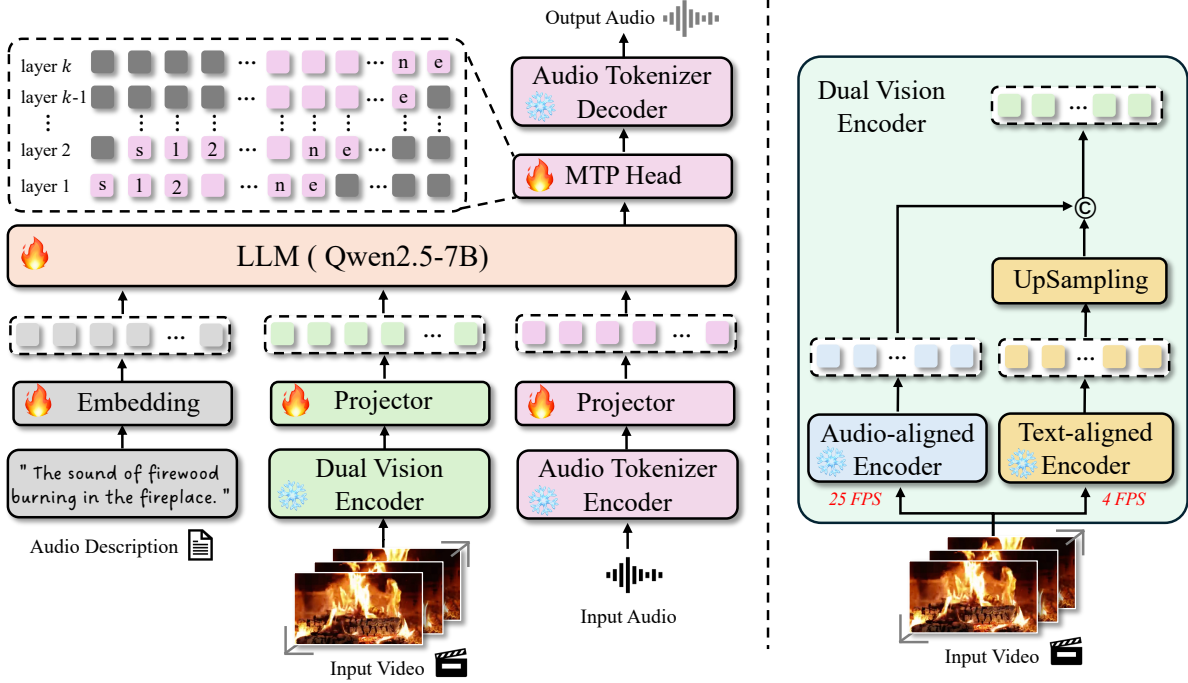 Output Audio
layer k ... ... n e
layer k-1 ... ... e
layer 2 s 1 2 ... n e ...
layer 1 s 1 2 ... n e ...
Audio Tokenizer
Decoder
MTP Head
LLM ( Qwen2.5-7B)
...
...
...
Embedding
Projector
Projector
" The sound of firewood
burning in the fireplace. "
Dual Vision
Encoder
Audio Tokenizer
Encoder
Audio Description
Input Video
Input Audio
Dual Vision
Encoder
...
C
UpSampling
...
...
Audio-aligned
Encoder
Text-aligned
Encoder
25 FPS
4 FPS
Input Video